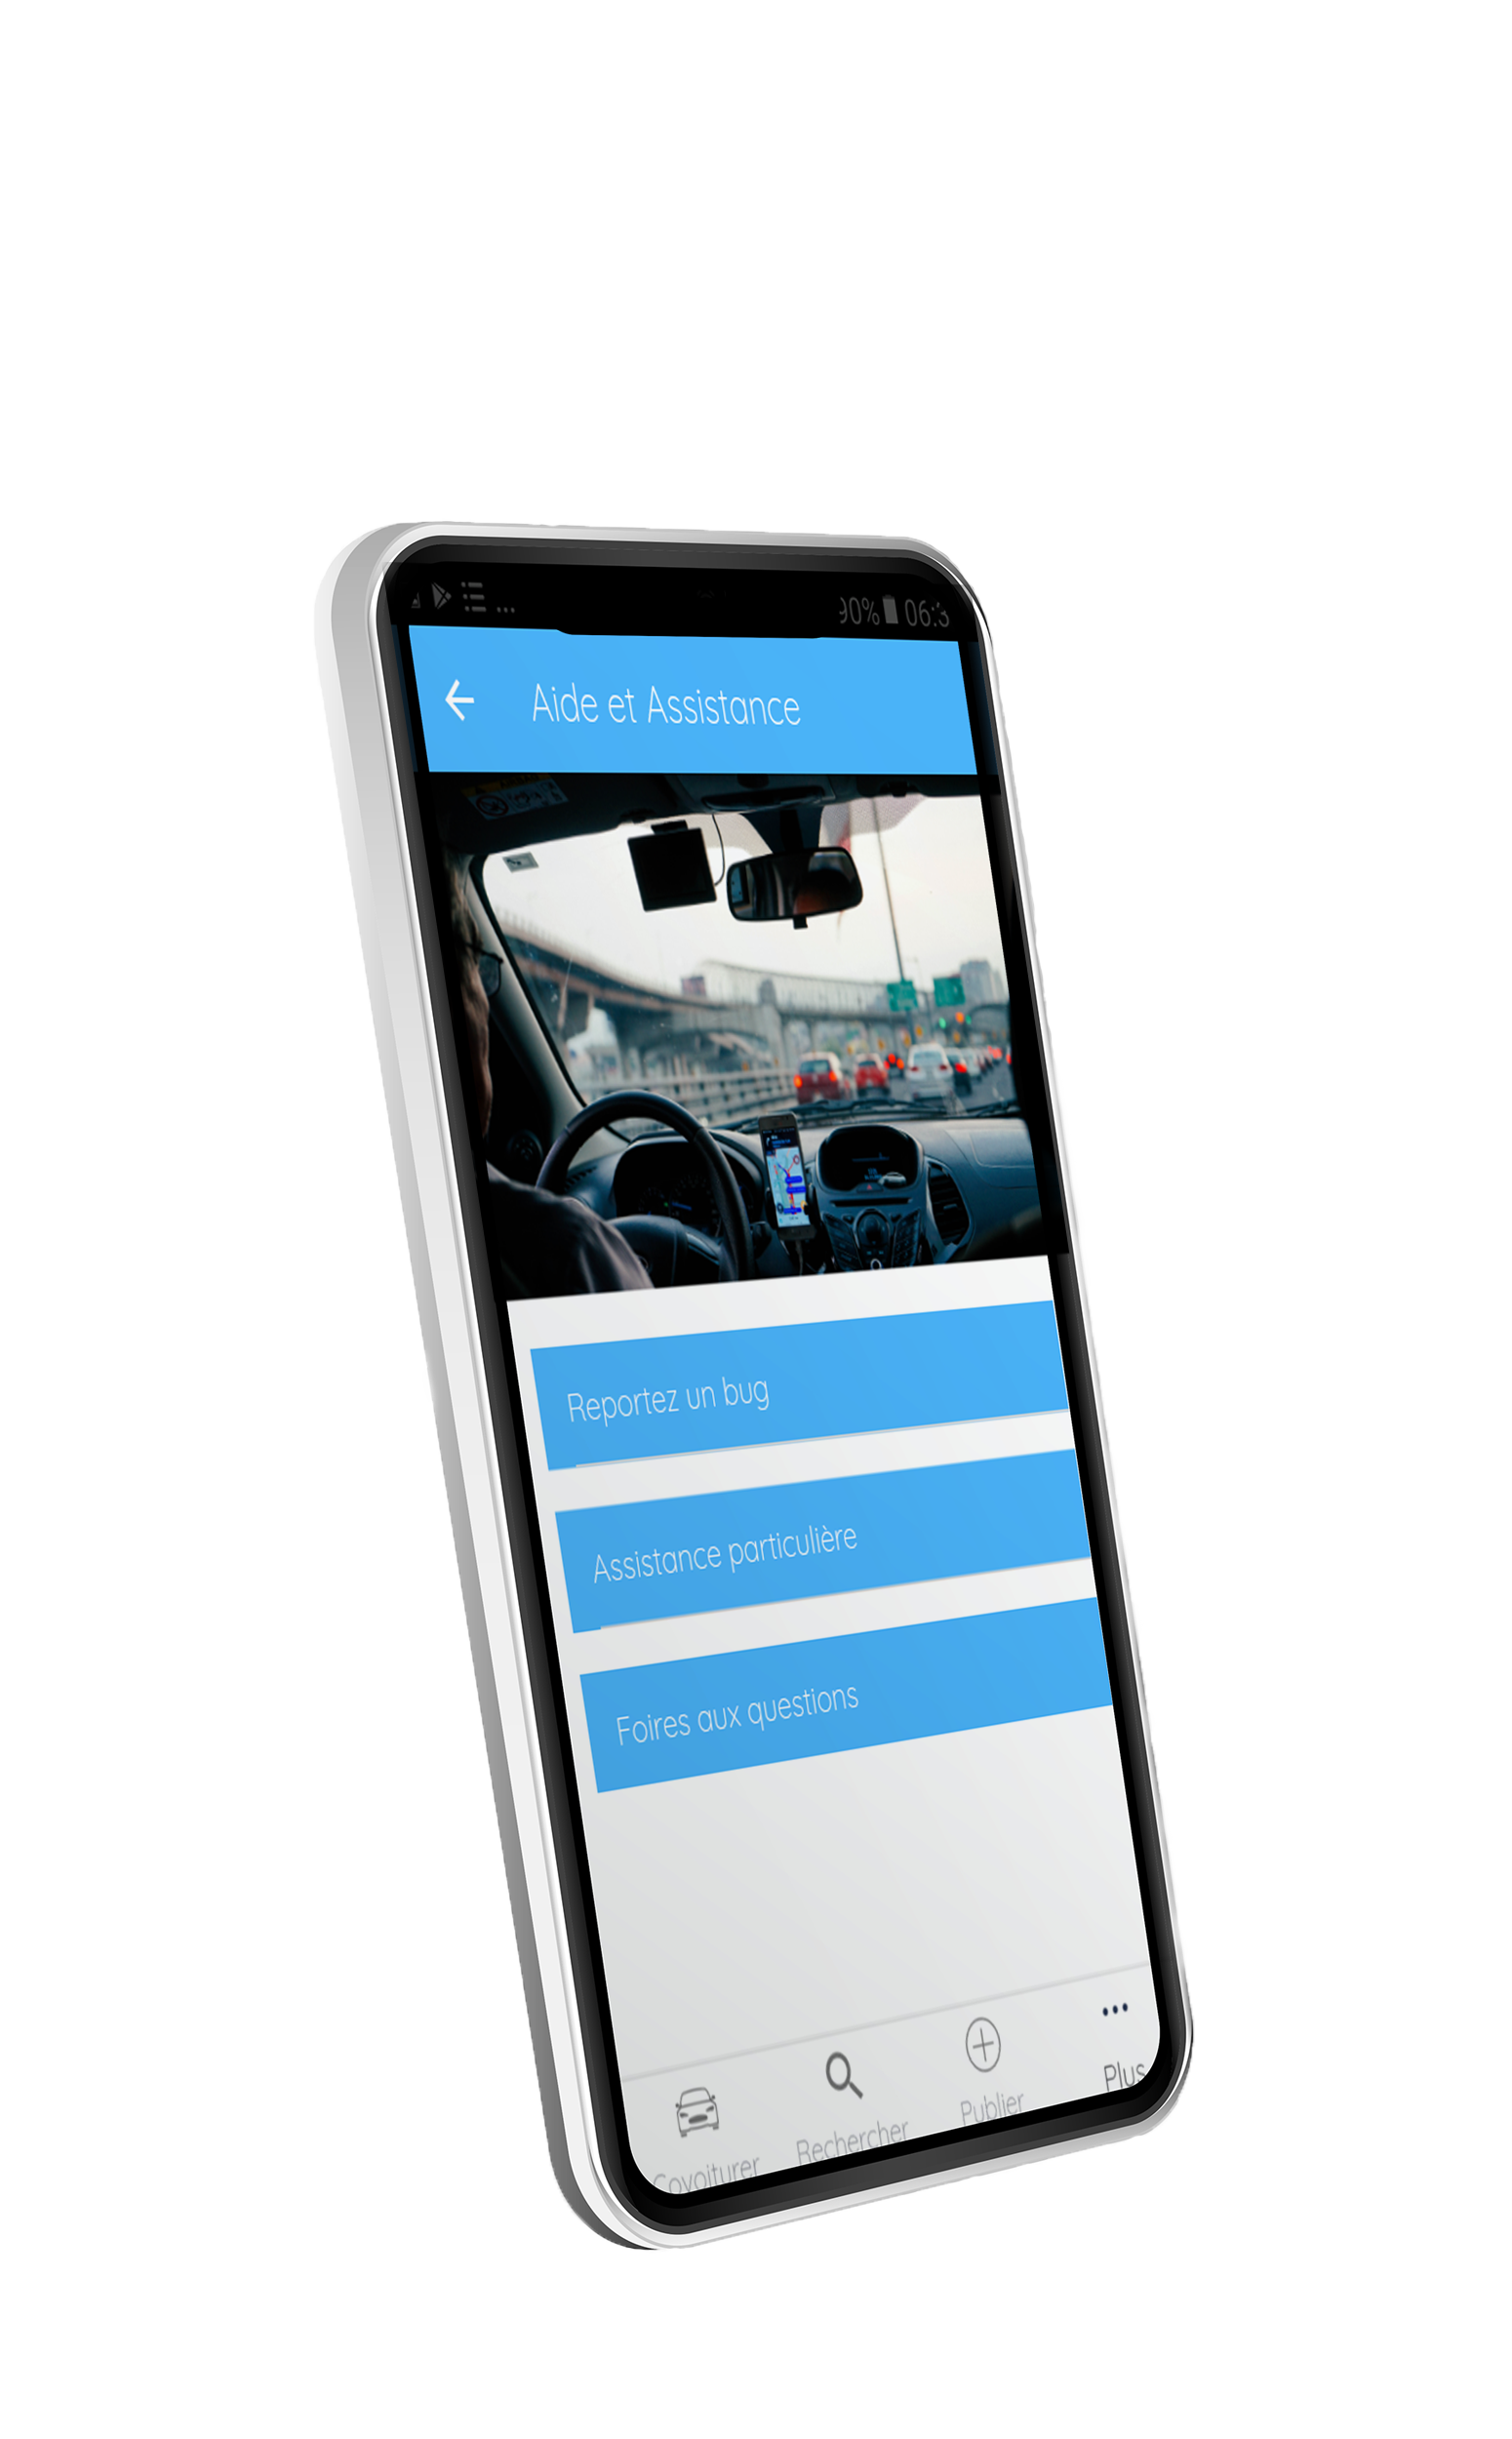 90% 06:3
Aide et Assistance
Reportez un bug
Assistance particulière
Foires aux questions
Covoiturer
Rechercher
Publier
Plus